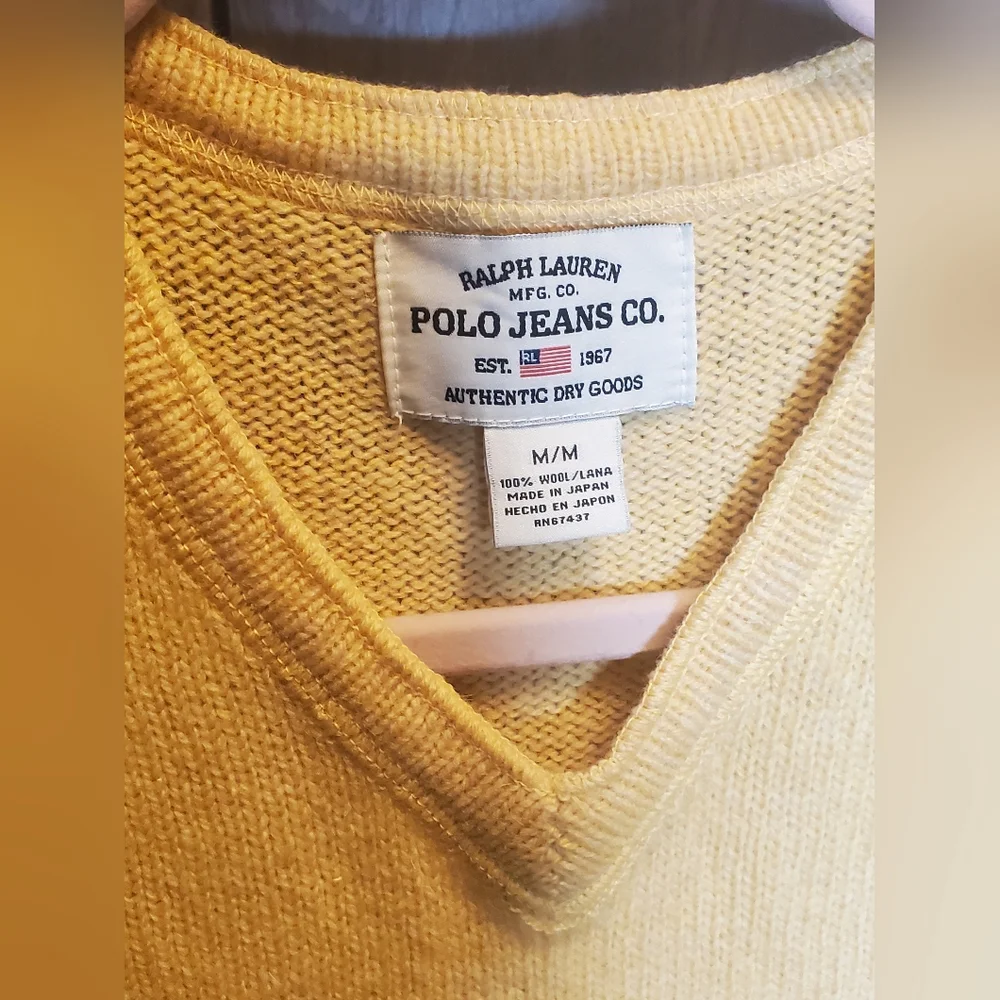 RALPH LAUREN
MFG. CO.
POLO JEANS CO.
EST. RL 1967
AUTHENTIC DRY GOODS
M/M
100% WOOL/LANA
MADE IN JAPAN
HECHO EN JAPON
RN67437